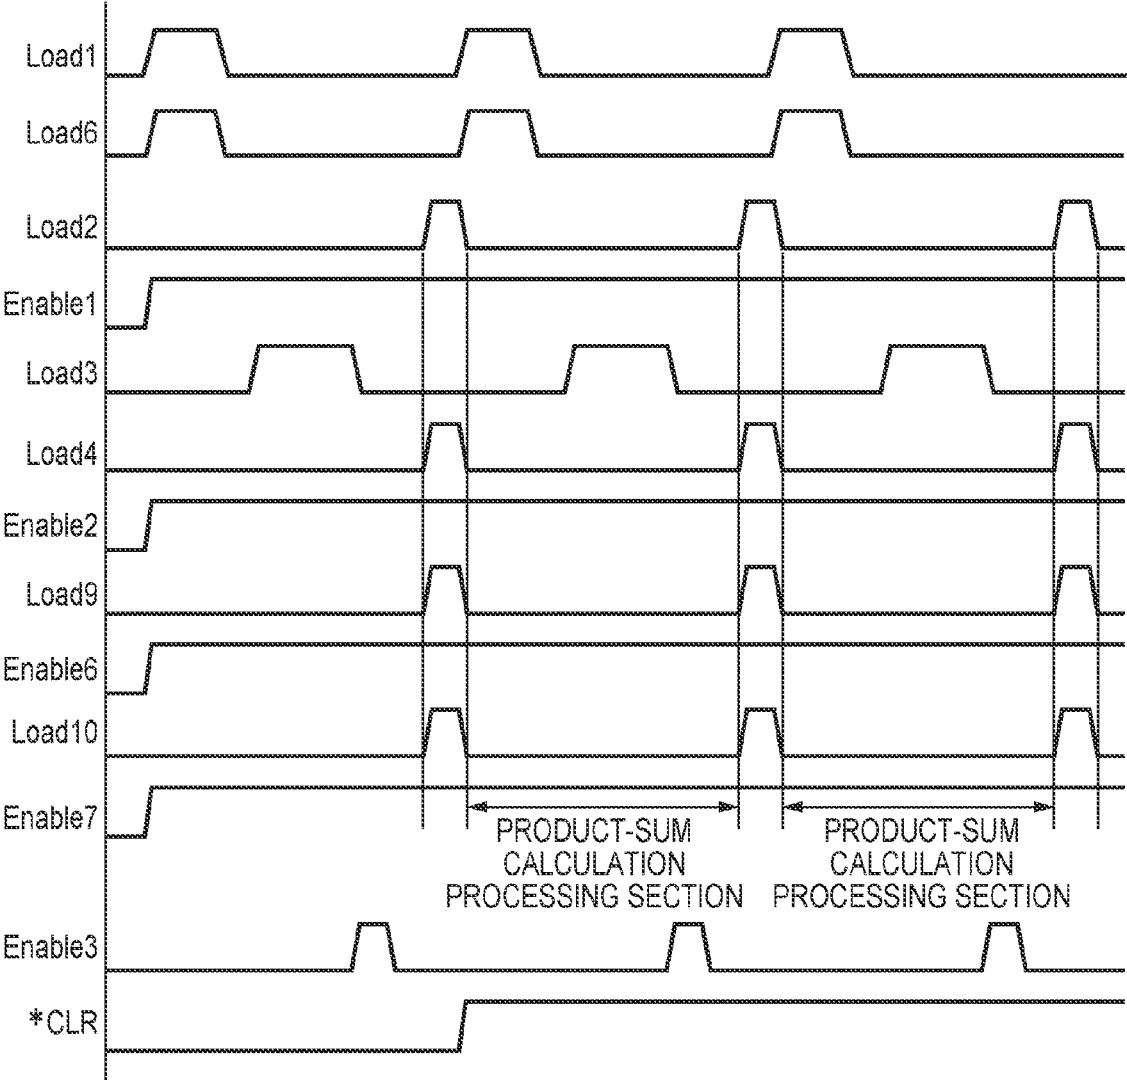 Load1
Load6
Load2
Enable1
Load3
Load4
Enable2
Load9
Enable6
Load10
Enable7
PRODUCT-SUM
CALCULATION
PROCESSING SECTION
PRODUCT-SUM
CALCULATION
PROCESSING SECTION
Enable3
*CLR